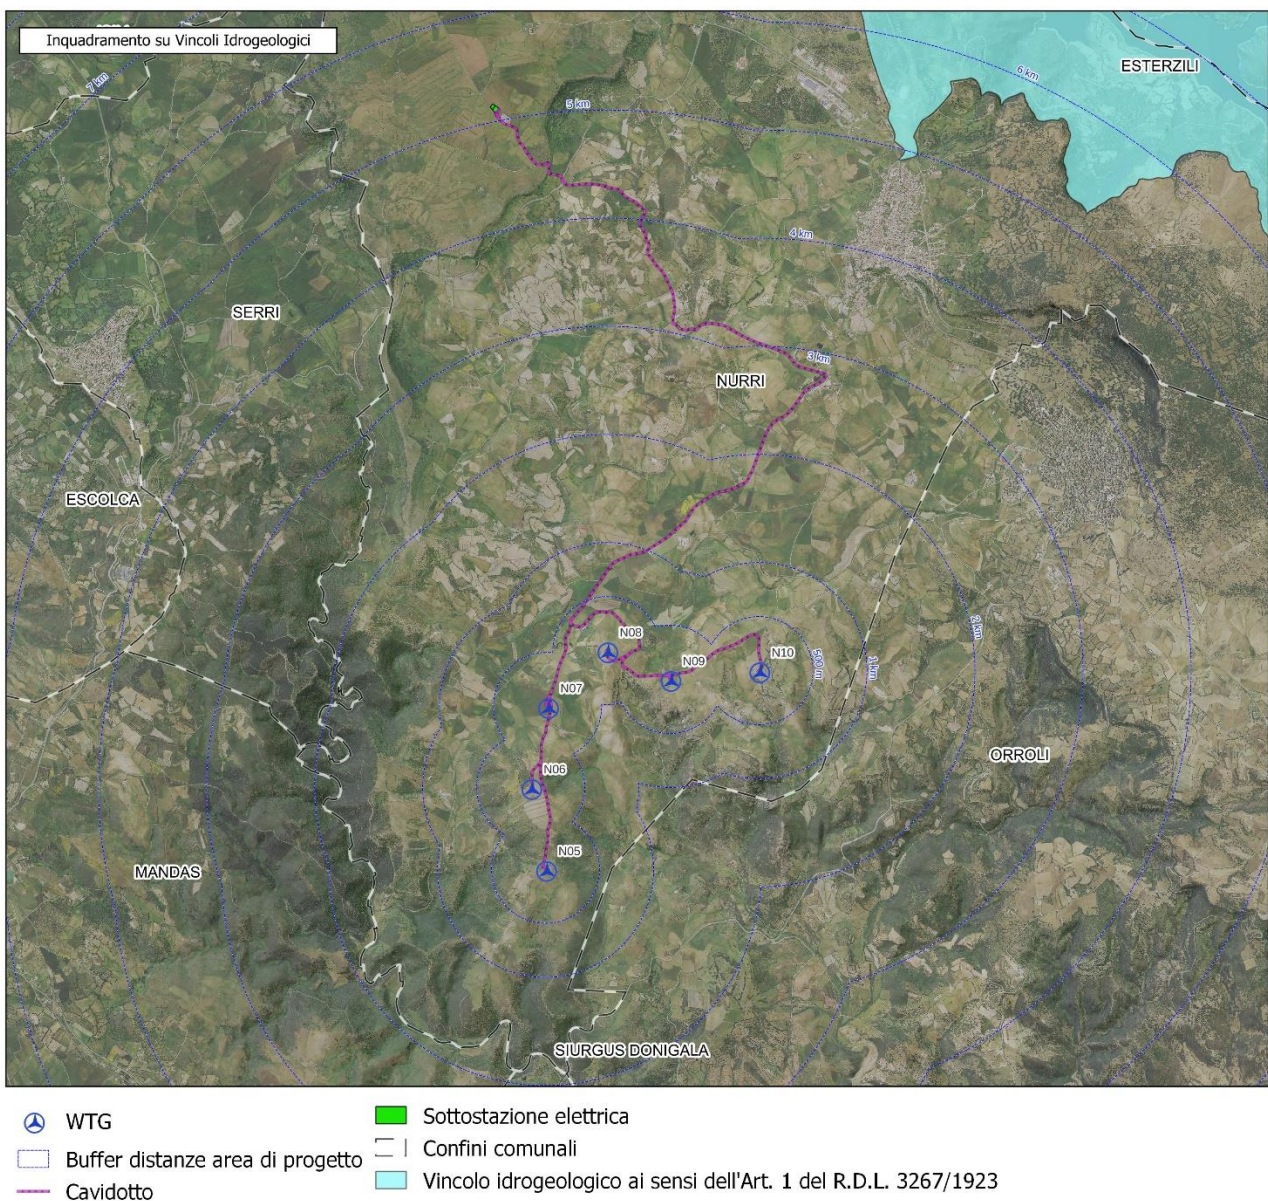 Inquadramento su Vincoli Idrogeologici
ESTERZILI
7 km
6 km
5 km
4 km
SERRI
3 km
NURRI
ESCOLCA
2 km
N08
N09
N10
500 m
1 km
N07
ORROLI
N06
N05
MANDAS
SIURGUS DONIGALA
WTG
Buffer distanze area di progetto
Cavidotto
Sottostazione elettrica
Confini comunali
Vincolo idrogeologico ai sensi dell'Art. 1 del R.D.L. 3267/1923